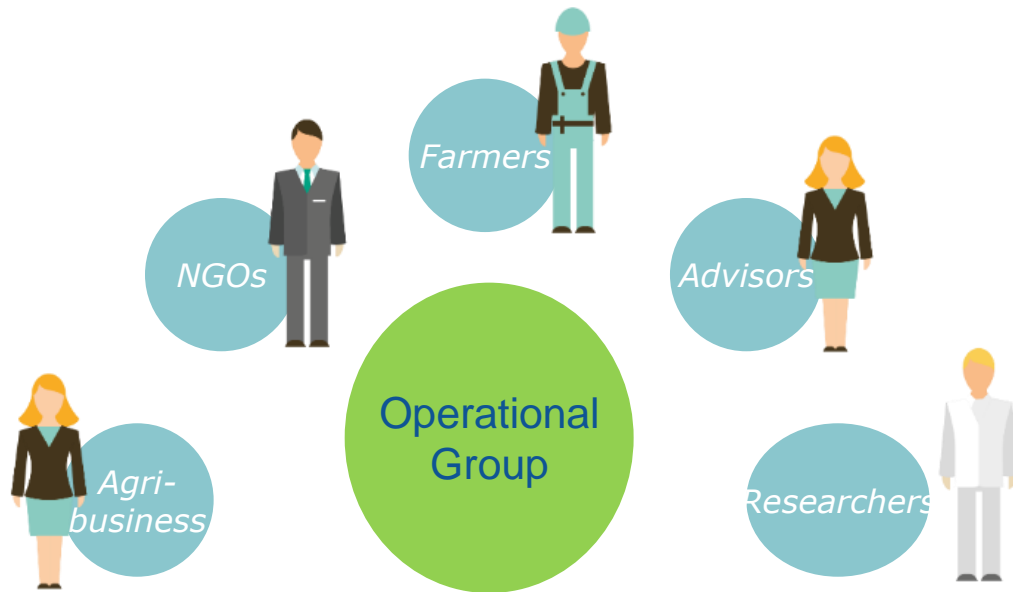 Farmers
NGOs
Advisors
Operational
Group
Agri-
business
Researchers